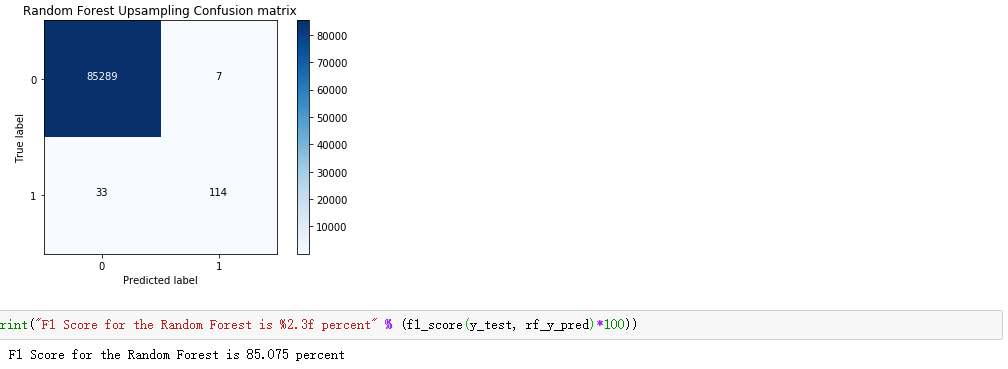 Random Forest Upsampling Confusion matrix
80000
85289 7
70000
0
60000
50000
True label
40000
30000
33 114
1
20000
10000
0 1
Predicted label
rint("F1 Score for the Random Forest is %2.3f percent" % (f1_score(y_test, rf_y_pred)*100))
F1 Score for the Random Forest is 85.075 percent